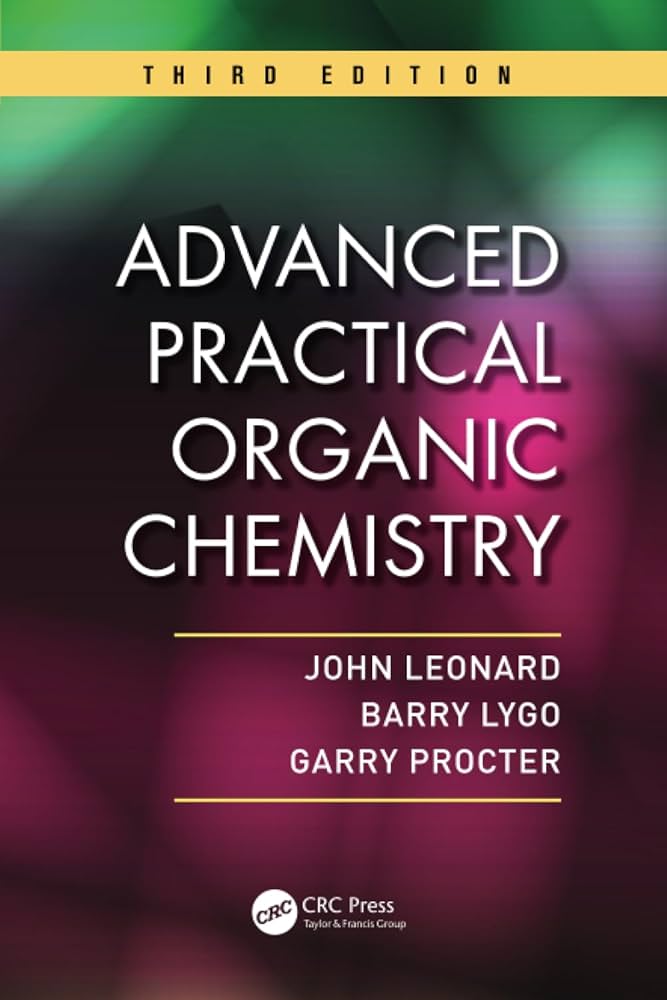 THIRD EDITION
ADVANCED
PRACTICAL
ORGANIC
CHEMISTRY
JOHN LEONARD
BARRY LYGO
GARRY PROCTER
CRC CRC Press
Taylor & Francis Group